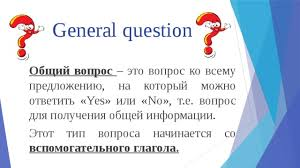 General question
Общий вопрос – это вопрос ко всему
предложению, на который можно
ответить «Yes» или «No», т.е. вопрос
для получения общей информации.
Этот тип вопроса начинается со
вспомогательного глагола.